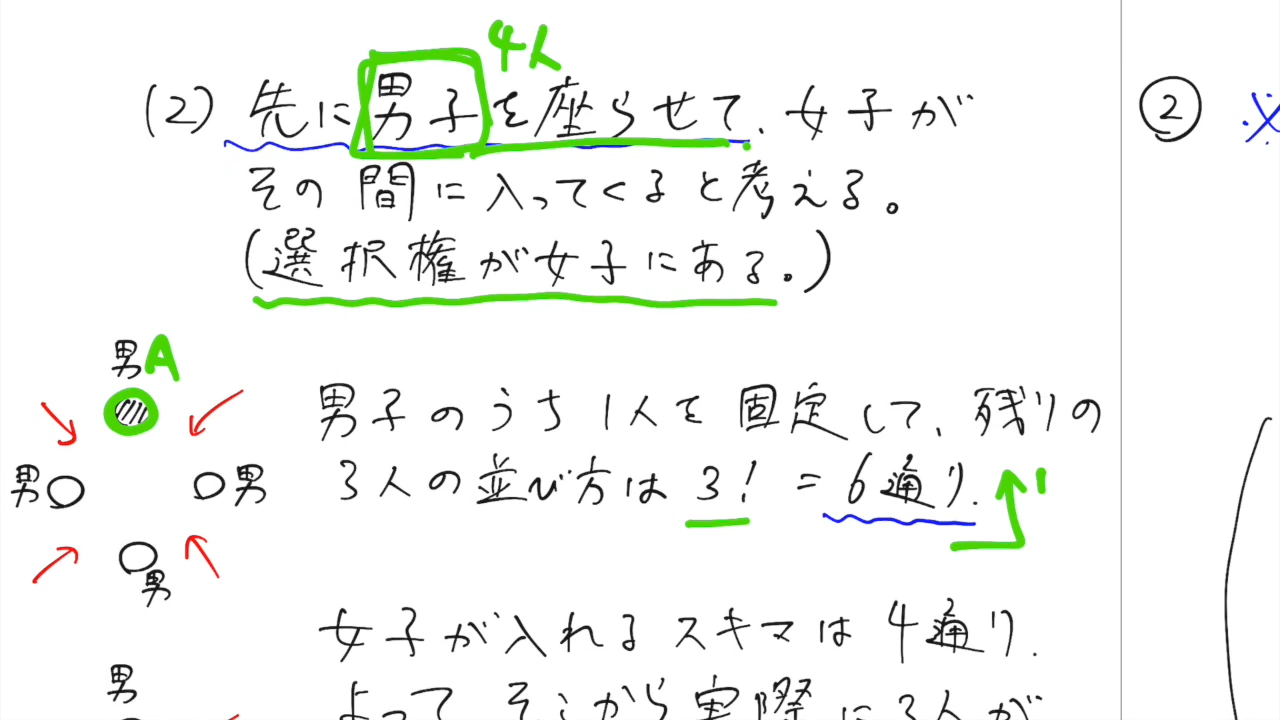 4人
(2) 先に男子を座らせて、女子が
その間に入ってくると考える。
(選択権が女子にある。)
男A
男
男
男
男子のうち1人を固定して、残りの
3人の並び方は 3! = 6通り. 1
女子が入れるスキマは 4通り.
男
よって そこから実際に3人が
② ※